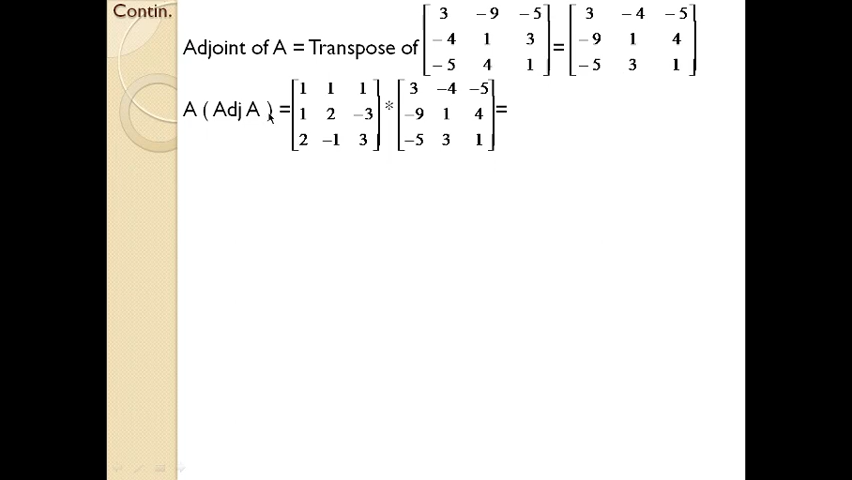 Contin.
3 −9 −5 3 −4 −5
Adjoint of A = Transpose of −4 1 3 = −9 1 4
−5 4 1 −5 3 1
1 1 1 3 −4 −5
A ( Adj A ) = 1 2 −3 * −9 1 4 =
2 −1 3 −5 3 1